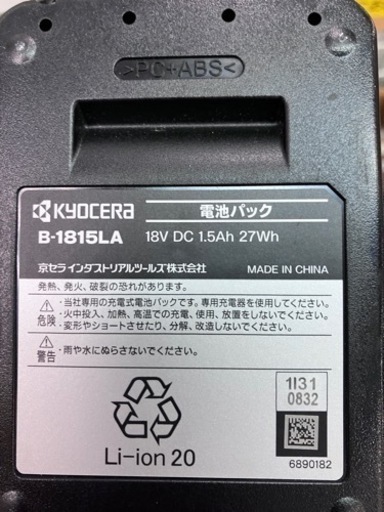 >PC+ABS<
KYOCERA
電池パック
B-1815LA
18V DC 1.5Ah 27Wh
京セラインダストリアルツールズ株式会社
MADE IN CHINA
発熱、発火、破裂の恐れがあります。
危険
・当社専用の充電式電池パックです。専用充電器を使用してください。
・火中投入、加熱、高温での充電、使用、放置をしないでください。
・変形やショートさせたり、分解、改造しないでください。
警告
・雨や水にぬらさないでください。
1I31
0832
Li-ion 20
6890182